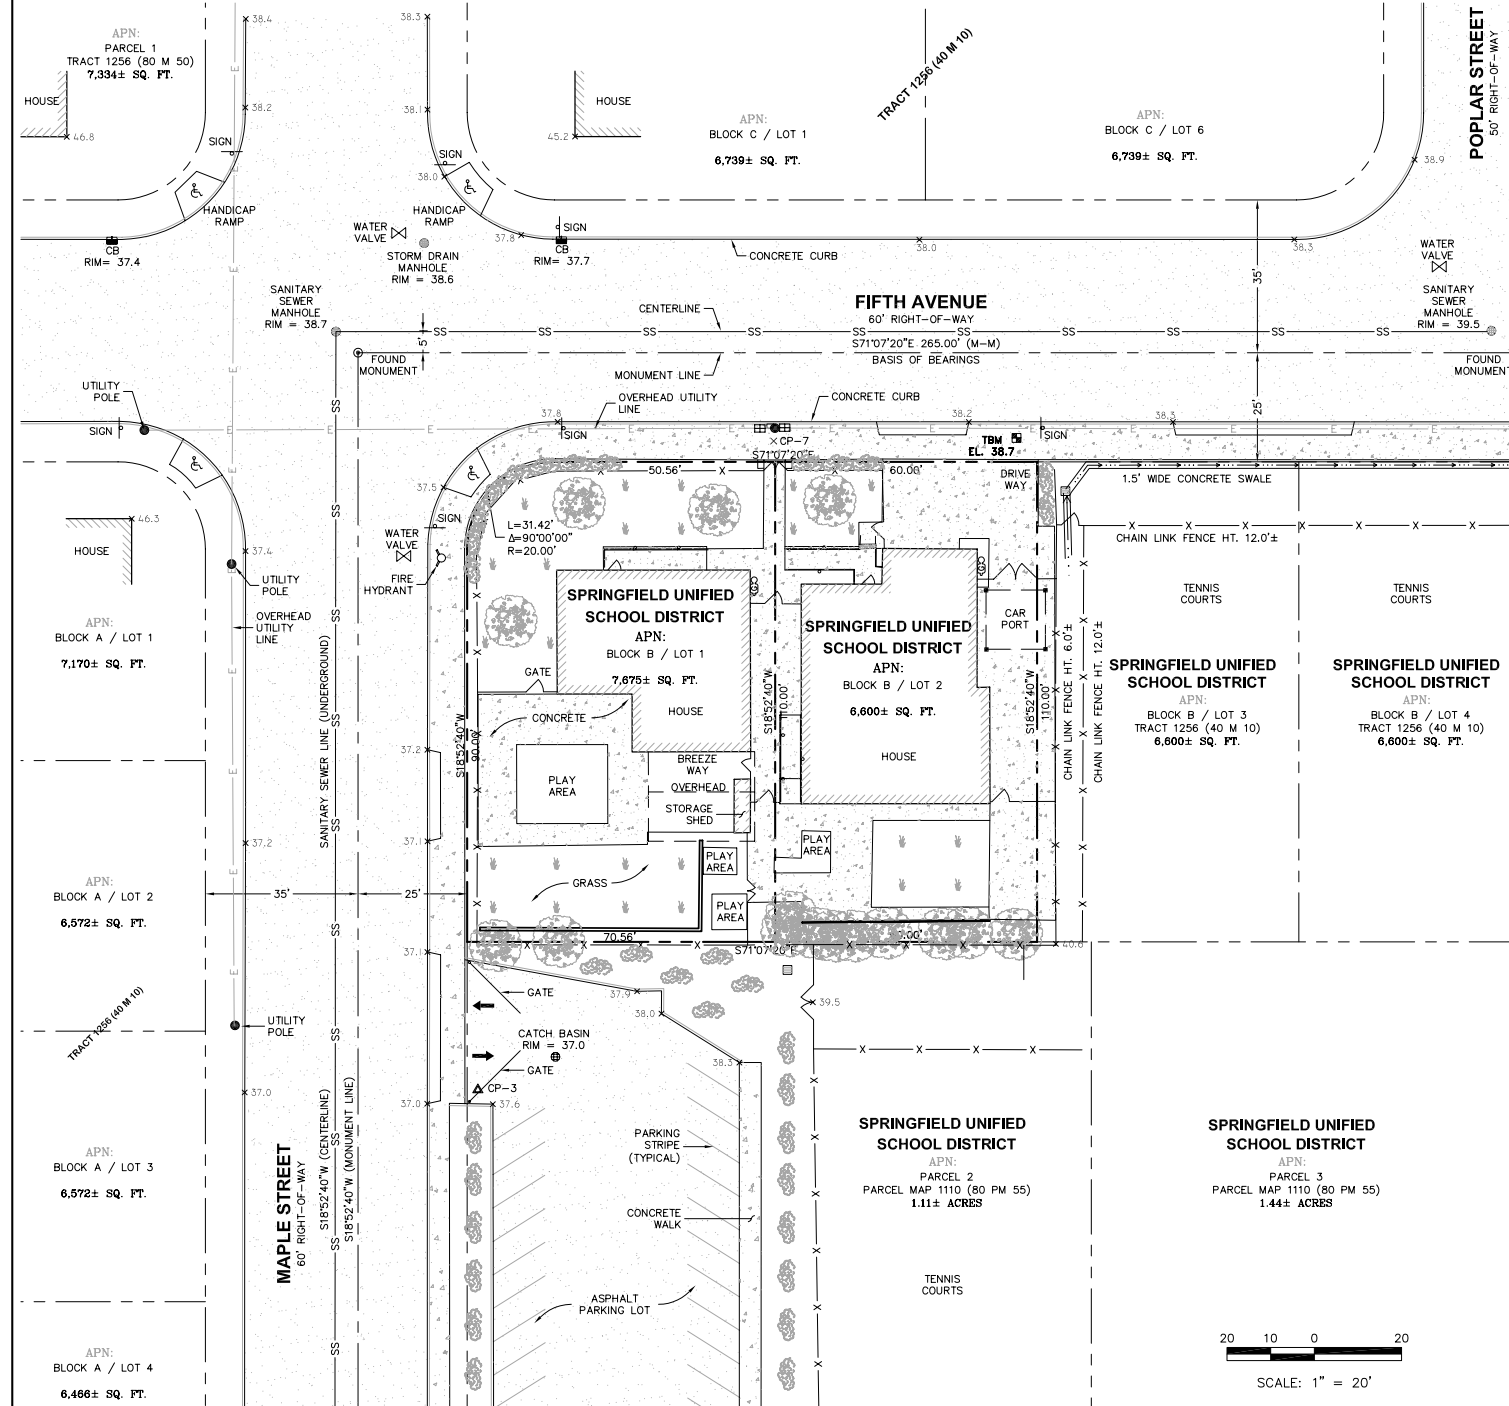 38.4
APN:
PARCEL 1
TRACT 1256 (80 M 50)
7,334± SQ. FT.
HOUSE
46.8
38.2
SIGN
E
HANDICAP
RAMP
CB
RIM= 37.4
38.3
38.1
SIGN
38.0
HANDICAP
RAMP
WATER
VALVE
STORM DRAIN
MANHOLE
RIM = 38.6
37.8
SIGN
CB
RIM= 37.7
HOUSE
45.2
APN:
BLOCK C / LOT 1
6,739± SQ. FT.
TRACT 1256 (40 M 10)
APN:
BLOCK C / LOT 6
6,739± SQ. FT.
POPLAR STREET
50' RIGHT-OF-WAY
38.9
CONCRETE CURB
38.0
38.3
35'
WATER
VALVE
SANITARY
SEWER
MANHOLE
RIM = 39.5
SANITARY
SEWER
MANHOLE
RIM = 38.7
CENTERLINE
FIFTH AVENUE
60' RIGHT-OF-WAY
SS SS SS SS SS SS SS SS SS SS
5'
S71°07'20"E 265.00' (M-M)
BASIS OF BEARINGS
FOUND
MONUMENT
MONUMENT LINE
FOUND
MONUMENT
UTILITY
POLE
SIGN
OVERHEAD UTILITY
LINE
CONCRETE CURB
37.8
SIGN
CP-7
38.2
TBM
EL. 38.7
SIGN
38.3
25'
S71°07'20"E
50.56'
60.00'
DRIVE
WAY
1.5' WIDE CONCRETE SWALE
CHAIN LINK FENCE HT. 12.0'±
46.3
HOUSE
37.4
UTILITY
POLE
OVERHEAD
UTILITY
LINE
37.5
SIGN
WATER
VALVE
FIRE
HYDRANT
L=31.42'
Δ=90°00'00"
R=20.00'
SPRINGFIELD UNIFIED
SCHOOL DISTRICT
APN:
BLOCK B / LOT 1
7,675± SQ. FT.
HOUSE
G
SPRINGFIELD UNIFIED
SCHOOL DISTRICT
APN:
BLOCK B / LOT 2
6,600± SQ. FT.
HOUSE
G
CAR
PORT
TENNIS
COURTS
TENNIS
COURTS
SPRINGFIELD UNIFIED
SCHOOL DISTRICT
APN:
BLOCK B / LOT 3
TRACT 1256 (40 M 10)
6,600± SQ. FT.
SPRINGFIELD UNIFIED
SCHOOL DISTRICT
APN:
BLOCK B / LOT 4
TRACT 1256 (40 M 10)
6,600± SQ. FT.
APN:
BLOCK A / LOT 1
7,170± SQ. FT.
SANITARY SEWER LINE (UNDERGROUND)
GATE
CONCRETE
S18°52'40"W
90.00'
S18°52'40"W
S18°52'40"W
110.00'
CHAIN LINK FENCE HT. 6.0'±
CHAIN LINK FENCE HT. 12.0'±
37.2
PLAY
AREA
BREEZE
WAY
OVERHEAD
STORAGE
SHED
37.1
37.2
PLAY
AREA
PLAY
AREA
PLAY
AREA
GRASS
APN:
BLOCK A / LOT 2
6,572± SQ. FT.
35'
25'
70.56'
S71°07'20"E
40.6
37.1
GATE
37.9
38.0
39.5
CATCH BASIN
RIM = 37.0
GATE
38.3
CP-3
37.0
37.6
UTILITY
POLE
TRACT 1256 (40 M 10)
37.0
APN:
BLOCK A / LOT 3
6,572± SQ. FT.
MAPLE STREET
60' RIGHT-OF-WAY
S18°52'40"W (CENTERLINE)
S18°52'40"W (MONUMENT LINE)
PARKING
STRIPE
(TYPICAL)
CONCRETE
WALK
ASPHALT
PARKING LOT
SPRINGFIELD UNIFIED
SCHOOL DISTRICT
APN:
PARCEL 2
PARCEL MAP 1110 (80 PM 55)
1.11± ACRES
TENNIS
COURTS
SPRINGFIELD UNIFIED
SCHOOL DISTRICT
APN:
PARCEL 3
PARCEL MAP 1110 (80 PM 55)
1.44± ACRES
APN:
BLOCK A / LOT 4
6,466± SQ. FT.
20 10 0 20
SCALE: 1" = 20'